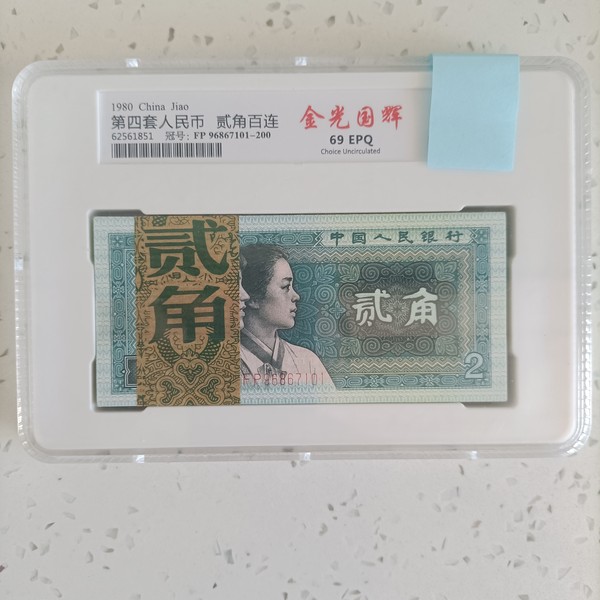 1980 China Jiao
第四套人民币 贰角百连
62561851 冠号: FP 96867101-200
金光国辉
69 EPQ
Choice Uncirculated
中国人民银行
贰角
贰角
FP96867101
2